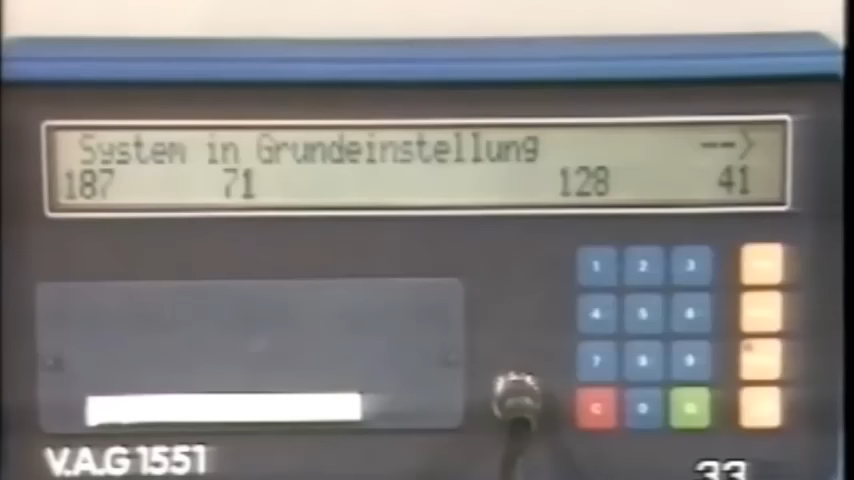 System in Grundeinstellung -->
187 71 128 41
1 2 3
4 5 6
7 8 9
C 0 Q
V.A.G 1551
33